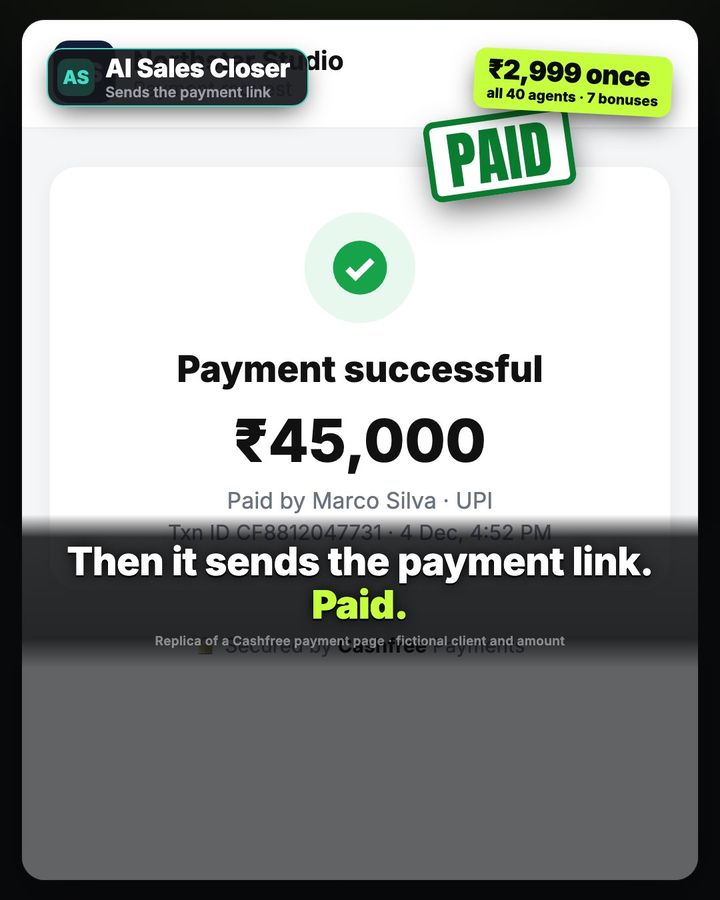 AS
AI Sales Closer
Sends the payment link
dio
₹2,999 once
all 40 agents · 7 bonuses
PAID
Payment successful
₹45,000
Paid by Marco Silva · UPI
Txn ID CF8812047731 · 4 Dec, 4:52 PM
Then it sends the payment link.
Paid.
Replica of a Cashfree payment page · fictional client and amount
Secured by Cashfree Payments